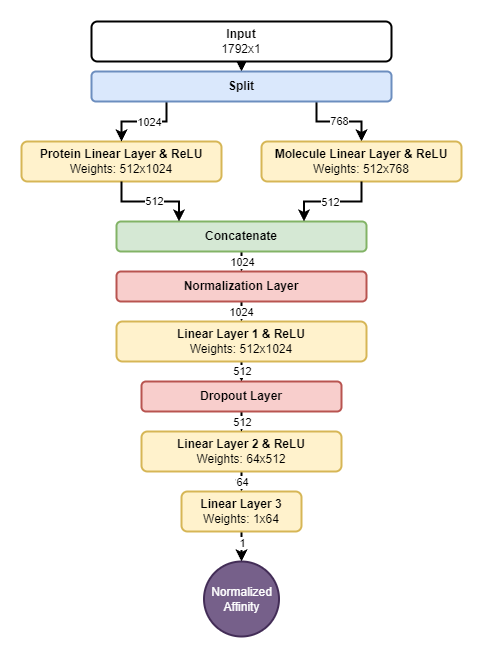 Input
1792x1
Split
1024
768
Protein Linear Layer & ReLU
Weights: 512x1024
Molecule Linear Layer & ReLU
Weights: 512x768
512
512
Concatenate
1024
Normalization Layer
1024
Linear Layer 1 & ReLU
Weights: 512x1024
512
Dropout Layer
512
Linear Layer 2 & ReLU
Weights: 64x512
64
Linear Layer 3
Weights: 1x64
1
Normalized
Affinity